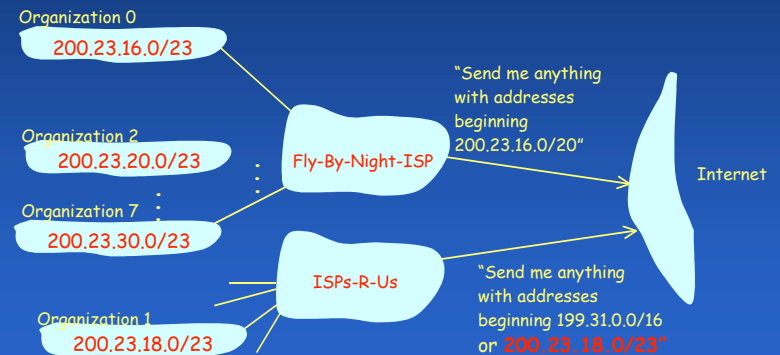 Organization 0
200.23.16.0/23
Organization 2
200.23.20.0/23
Organization 7
200.23.30.0/23
Fly-By-Night-ISP
“Send me anything
with addresses
beginning
200.23.16.0/20”
Internet
ISPs-R-Us
Organization 1
200.23.18.0/23
“Send me anything
with addresses
beginning 199.31.0.0/16
or 200.23.18.0/23”